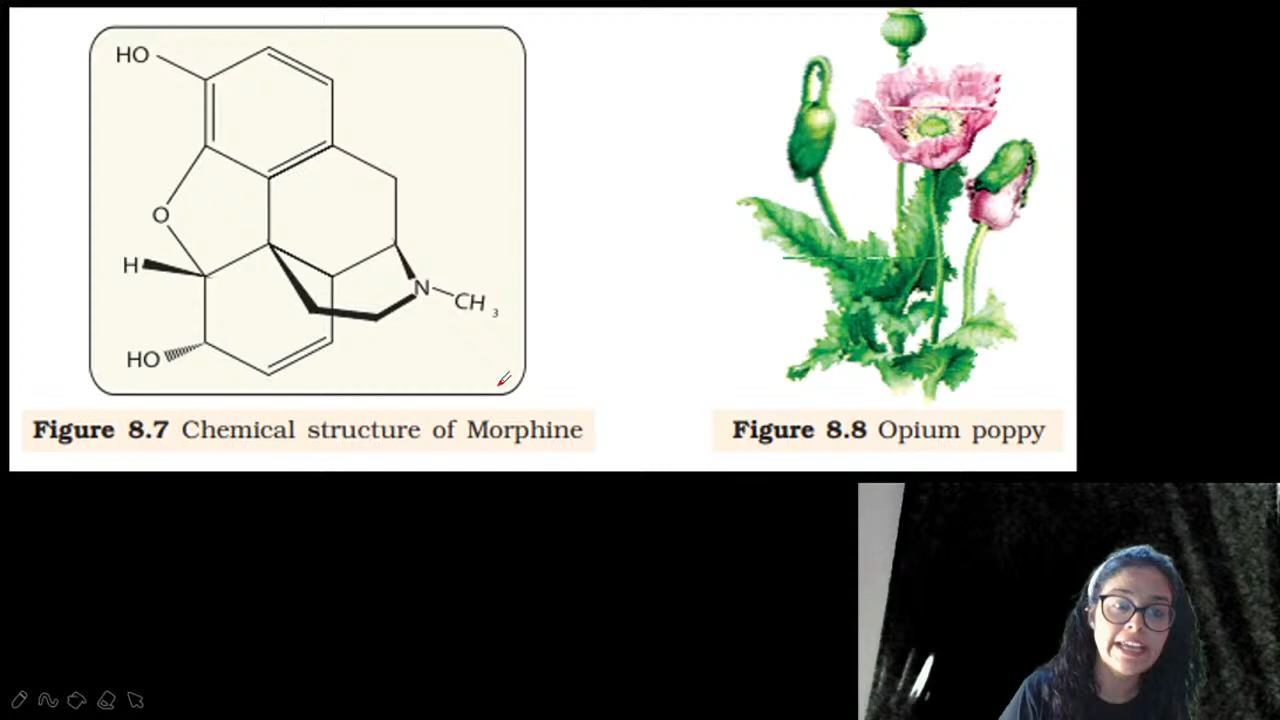 HO
O
H
N
CH3
HO
Figure 8.7 Chemical structure of Morphine
Figure 8.8 Opium poppy